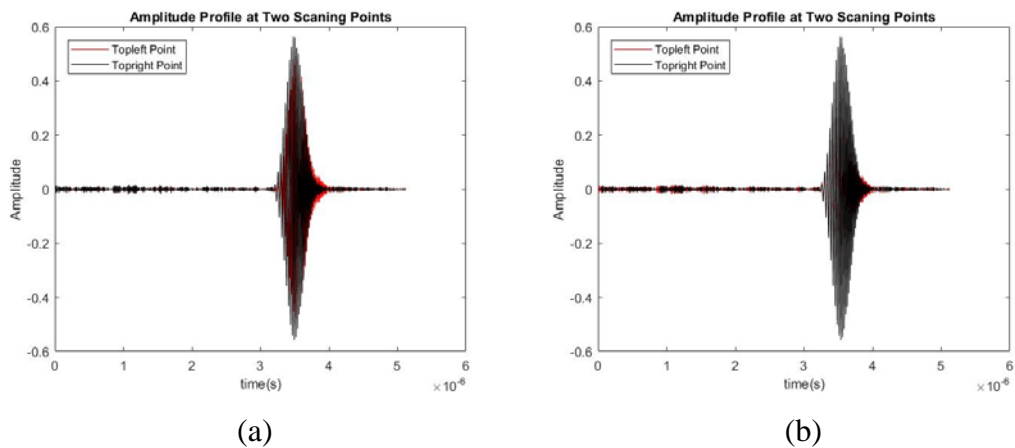 Amplitude Profile at Two Scaning Points
Topleft Point
Topright Point
Amplitude
0.6
0.4
0.2
0
-0.2
-0.4
-0.6
0 1 2 3 4 5 6
time(s)
×10⁻⁶
(a)
Amplitude Profile at Two Scaning Points
Topleft Point
Topright Point
Amplitude
0.6
0.4
0.2
0
-0.2
-0.4
-0.6
0 1 2 3 4 5 6
time(s)
×10⁻⁶
(b)